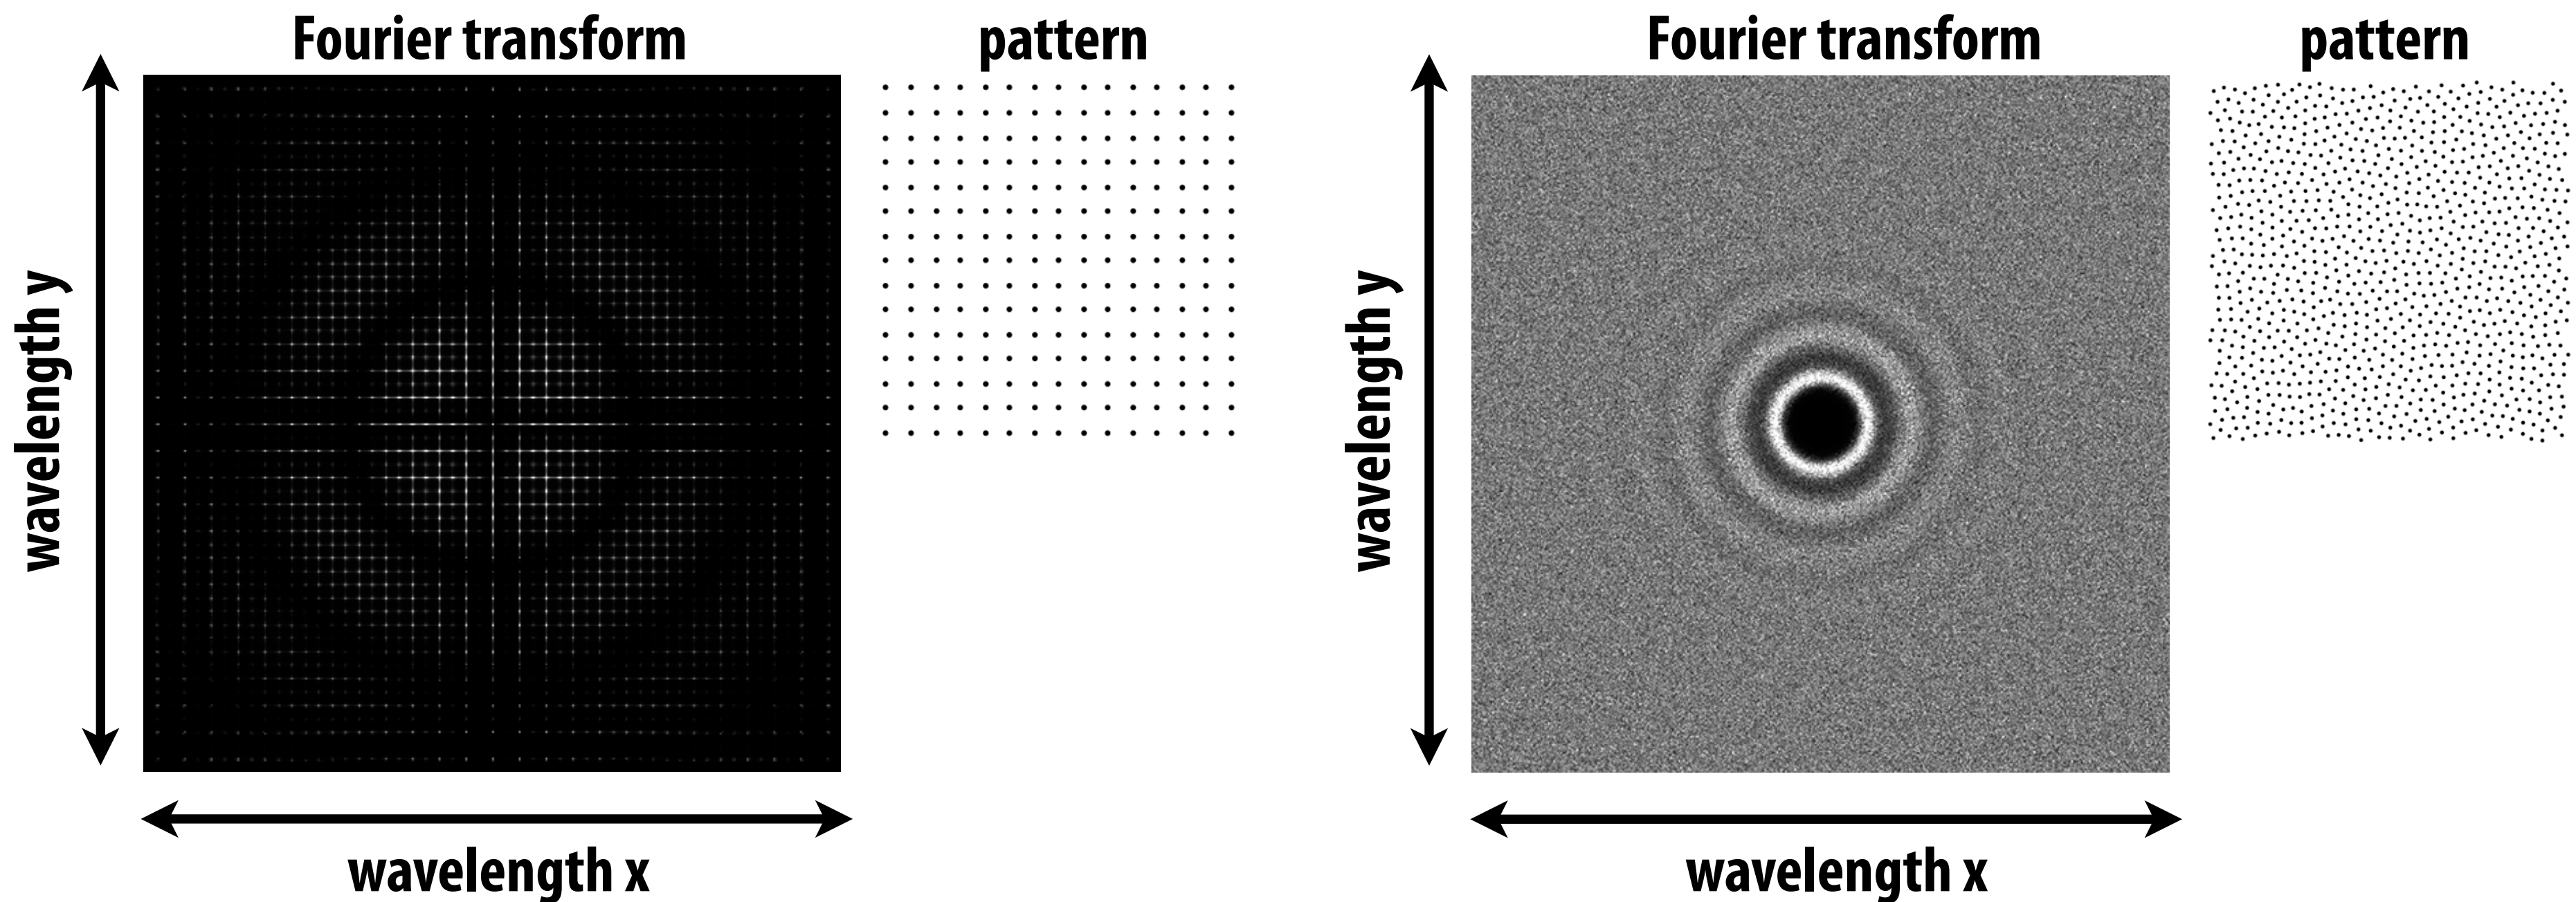 Fourier transform
pattern
wavelength y
wavelength x
Fourier transform
pattern
wavelength y
wavelength x